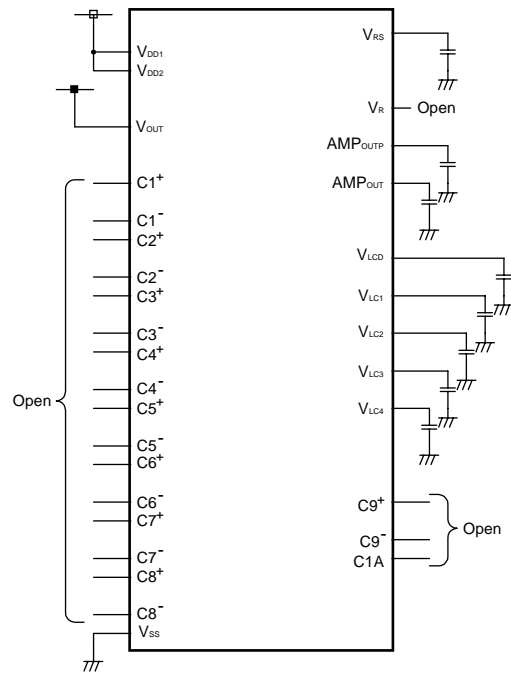 VDD1
VDD2
VOUT
C1+
C1-
C2+
C2-
C3+
C3-
C4+
C4-
C5+
C5-
C6+
C6-
C7+
C7-
C8+
C8-
VSS
Open
VRS
VR
Open
AMPOUTP
AMPOUT
VLCD
VLC1
VLC2
VLC3
VLC4
C9+
C9-
C1A
Open